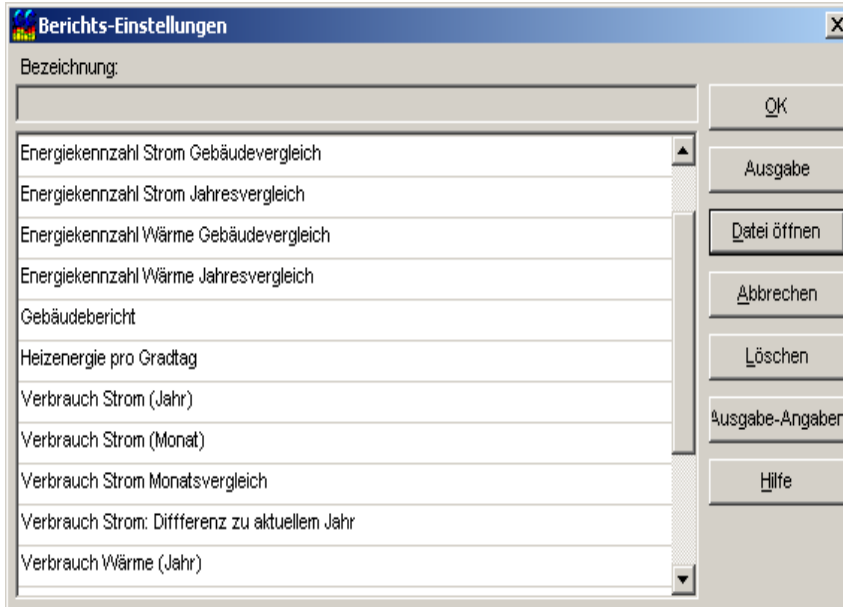 Berichts-Einstellungen
Bezeichnung:
Energiekennzahl Strom Gebäudevergleich
Energiekennzahl Strom Jahresvergleich
Energiekennzahl Wärme Gebäudevergleich
Energiekennzahl Wärme Jahresvergleich
Gebäudebericht
Heizenergie pro Gradtag
Verbrauch Strom (Jahr)
Verbrauch Strom (Monat)
Verbrauch Strom Monatsvergleich
Verbrauch Strom: Diffferenz zu aktuellem Jahr
Verbrauch Wärme (Jahr)
OK
Ausgabe
Datei öffnen
Abbrechen
Löschen
Ausgabe-Angaben
Hilfe